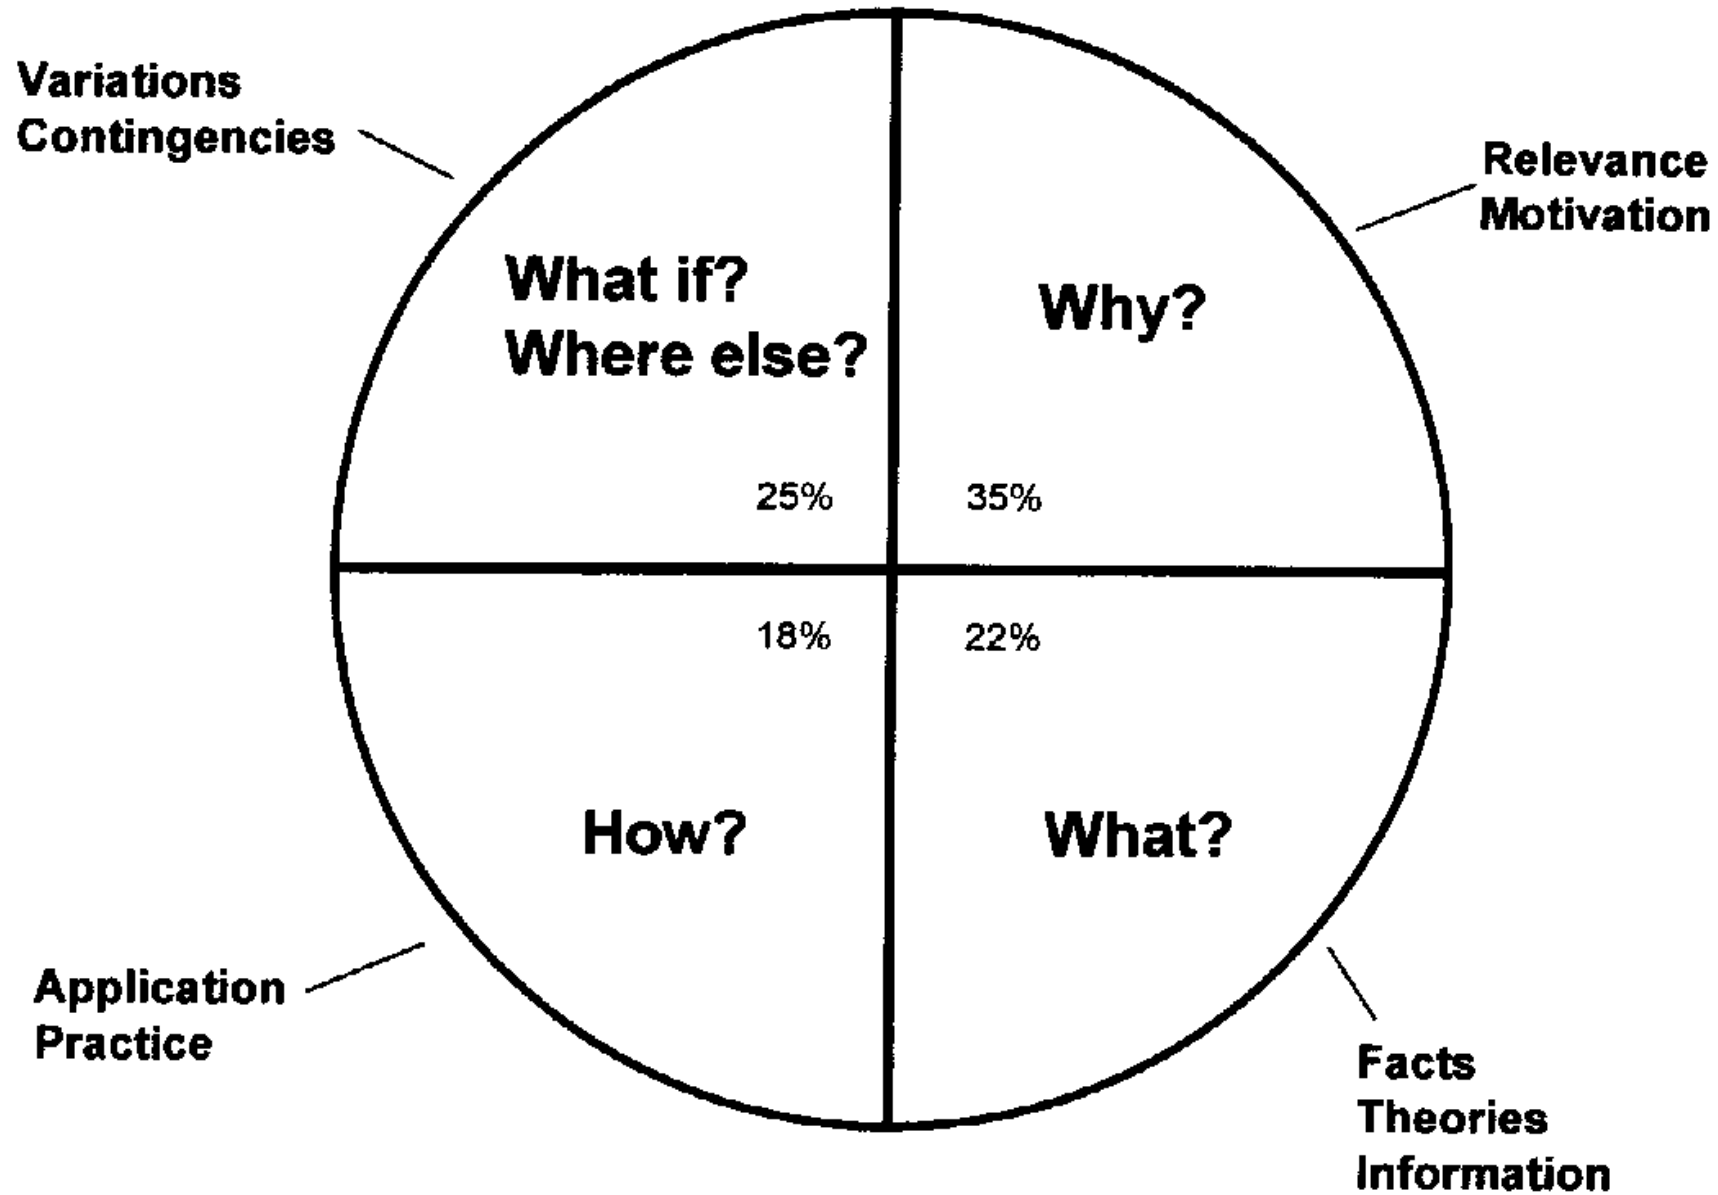 Variations
Contingencies
Relevance
Motivation
What if?
Where else?
Why?
25%
35%
18%
22%
How?
What?
Application
Practice
Facts
Theories
Information